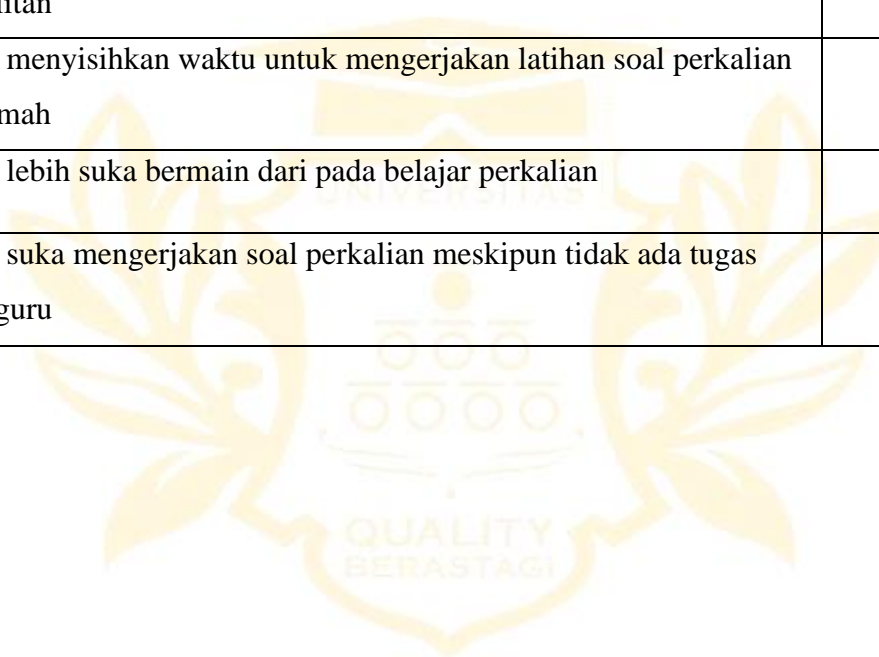 itan
menyisihkan waktu untuk mengerjakan latihan soal perkalian
mah
lebih suka bermain dari pada belajar perkalian
UNIVERSITAS
suka mengerjakan soal perkalian meskipun tidak ada tugas
guru
QUALITY
BERASTAGI